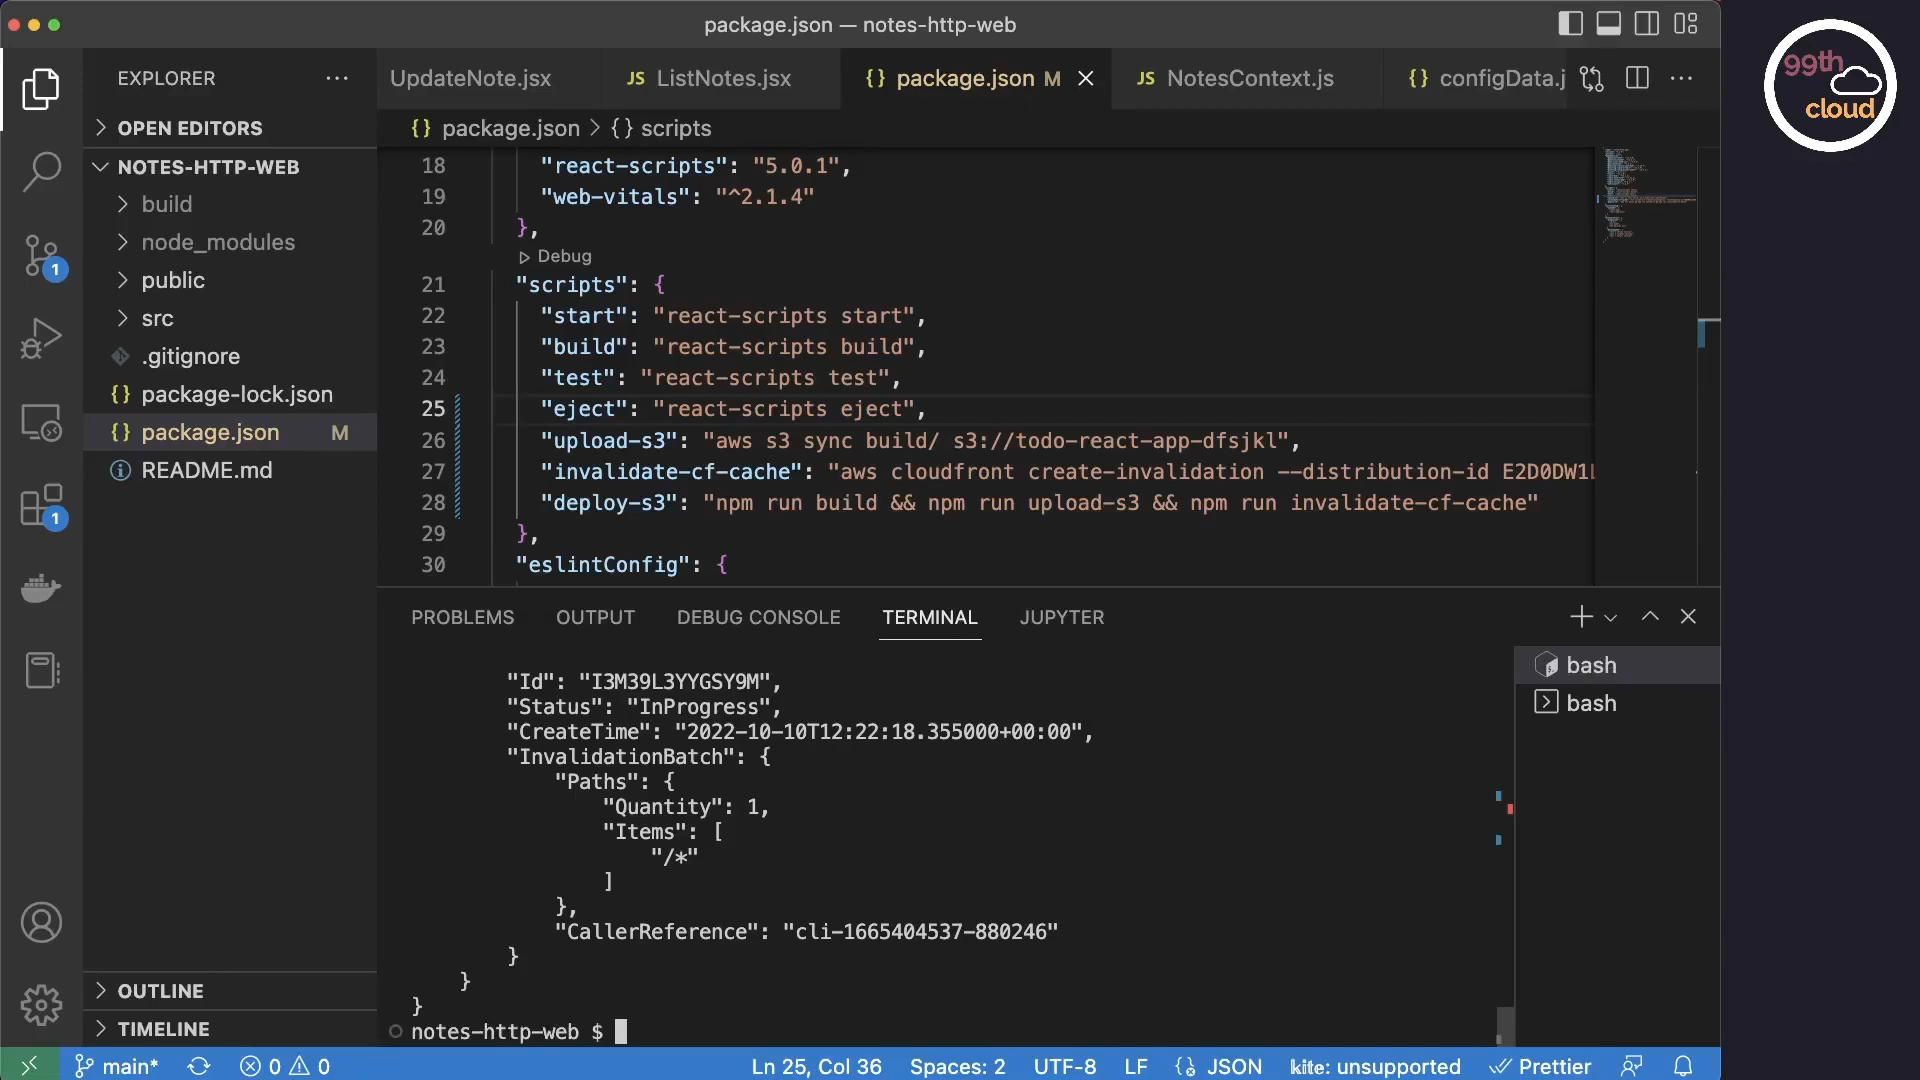 package.json — notes-http-web
99th
cloud
EXPLORER
UpdateNote.jsx
JS ListNotes.jsx
{} package.json M
JS NotesContext.js
{} configData.j
OPEN EDITORS
{} package.json > {} scripts
NOTES-HTTP-WEB
build
node_modules
public
src
.gitignore
{} package-lock.json
{} package.json M
README.md
1
1
18 "react-scripts": "5.0.1",
19 "web-vitals": "^2.1.4"
20 },
Debug
21 "scripts": {
22 "start": "react-scripts start",
23 "build": "react-scripts build",
24 "test": "react-scripts test",
25 "eject": "react-scripts eject",
26 "upload-s3": "aws s3 sync build/ s3://todo-react-app-dfsjkl",
27 "invalidate-cf-cache": "aws cloudfront create-invalidation --distribution-id E2D0DW1
28 "deploy-s3": "npm run build && npm run upload-s3 && npm run invalidate-cf-cache"
29 },
30 "eslintConfig": {
PROBLEMS OUTPUT DEBUG CONSOLE TERMINAL JUPYTER
bash
bash
"Id": "I3M39L3YYGSY9M",
"Status": "InProgress",
"CreateTime": "2022-10-10T12:22:18.355000+00:00",
"InvalidationBatch": {
"Paths": {
"Quantity": 1,
"Items": [
"/*"
]
},
"CallerReference": "cli-1665404537-880246"
}
}
}
notes-http-web $
OUTLINE
TIMELINE
main* 0 0 Ln 25, Col 36 Spaces: 2 UTF-8 LF {} JSON kite: unsupported Prettier